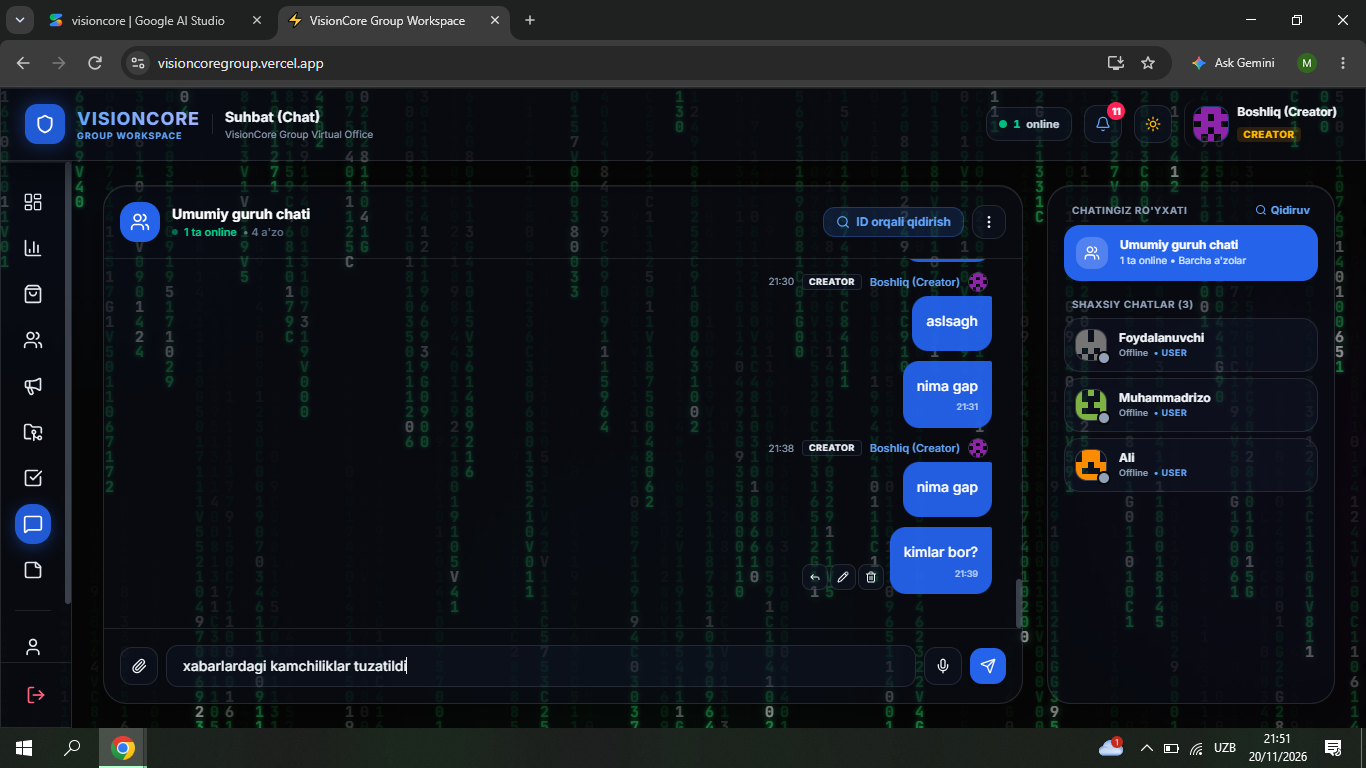 visioncore | Google AI Studio
VisionCore Group Workspace
visioncoregroup.vercel.app
Ask Gemini
M
VISIONCORE
GROUP WORKSPACE
Suhbat (Chat)
VisionCore Group Virtual Office
1 online
11
Boshliq (Creator)
CREATOR
Umumiy guruh chati
1 ta online • 4 a'zo
ID orqali qidirish
21:30 CREATOR Boshliq (Creator)
aslsagh
nima gap
21:31
21:38 CREATOR Boshliq (Creator)
nima gap
kimlar bor?
21:39
xabarlardagi kamchiliklar tuzatildi
CHATINGIZ RO'YXATI
Qidiruv
Umumiy guruh chati
1 ta online • Barcha a'zolar
SHAXSIY CHATLAR (3)
Foydalanuvchi
Offline • USER
Muhammadrizo
Offline • USER
Ali
Offline • USER
1
UZB
21:51
20/11/2026